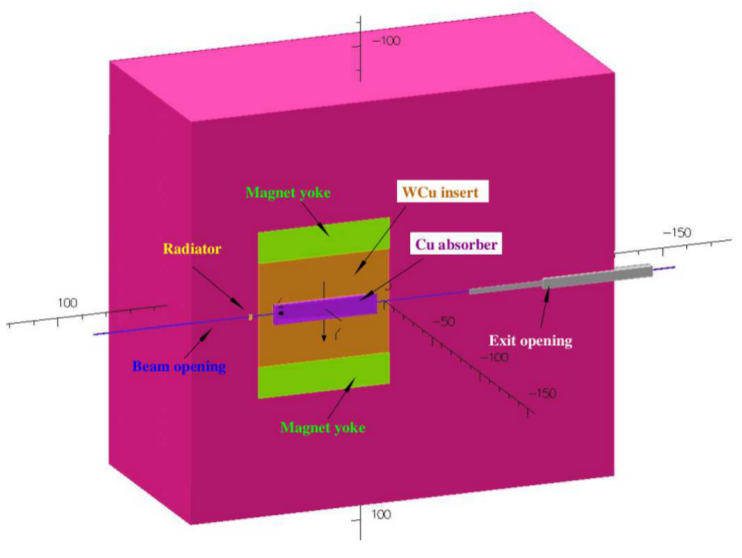 −100
Magnet yoke
WCu insert
Cu absorber
−150
Radiator
100
−50
Exit opening
−100
Beam opening
−150
Magnet yoke
100